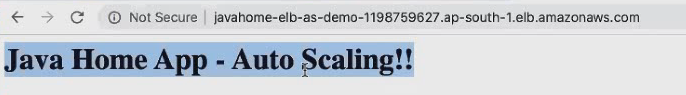 Not Secure | javahome-elb-as-demo-1198759627.ap-south-1.elb.amazonaws.com
Java Home App - Auto Scaling!!